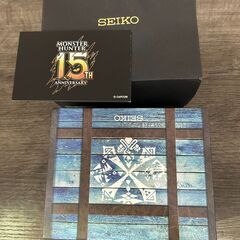 SEIKO
MONSTER
HUNTER
15TH
ANNIVERSARY
©CAPCOM
SEIKO